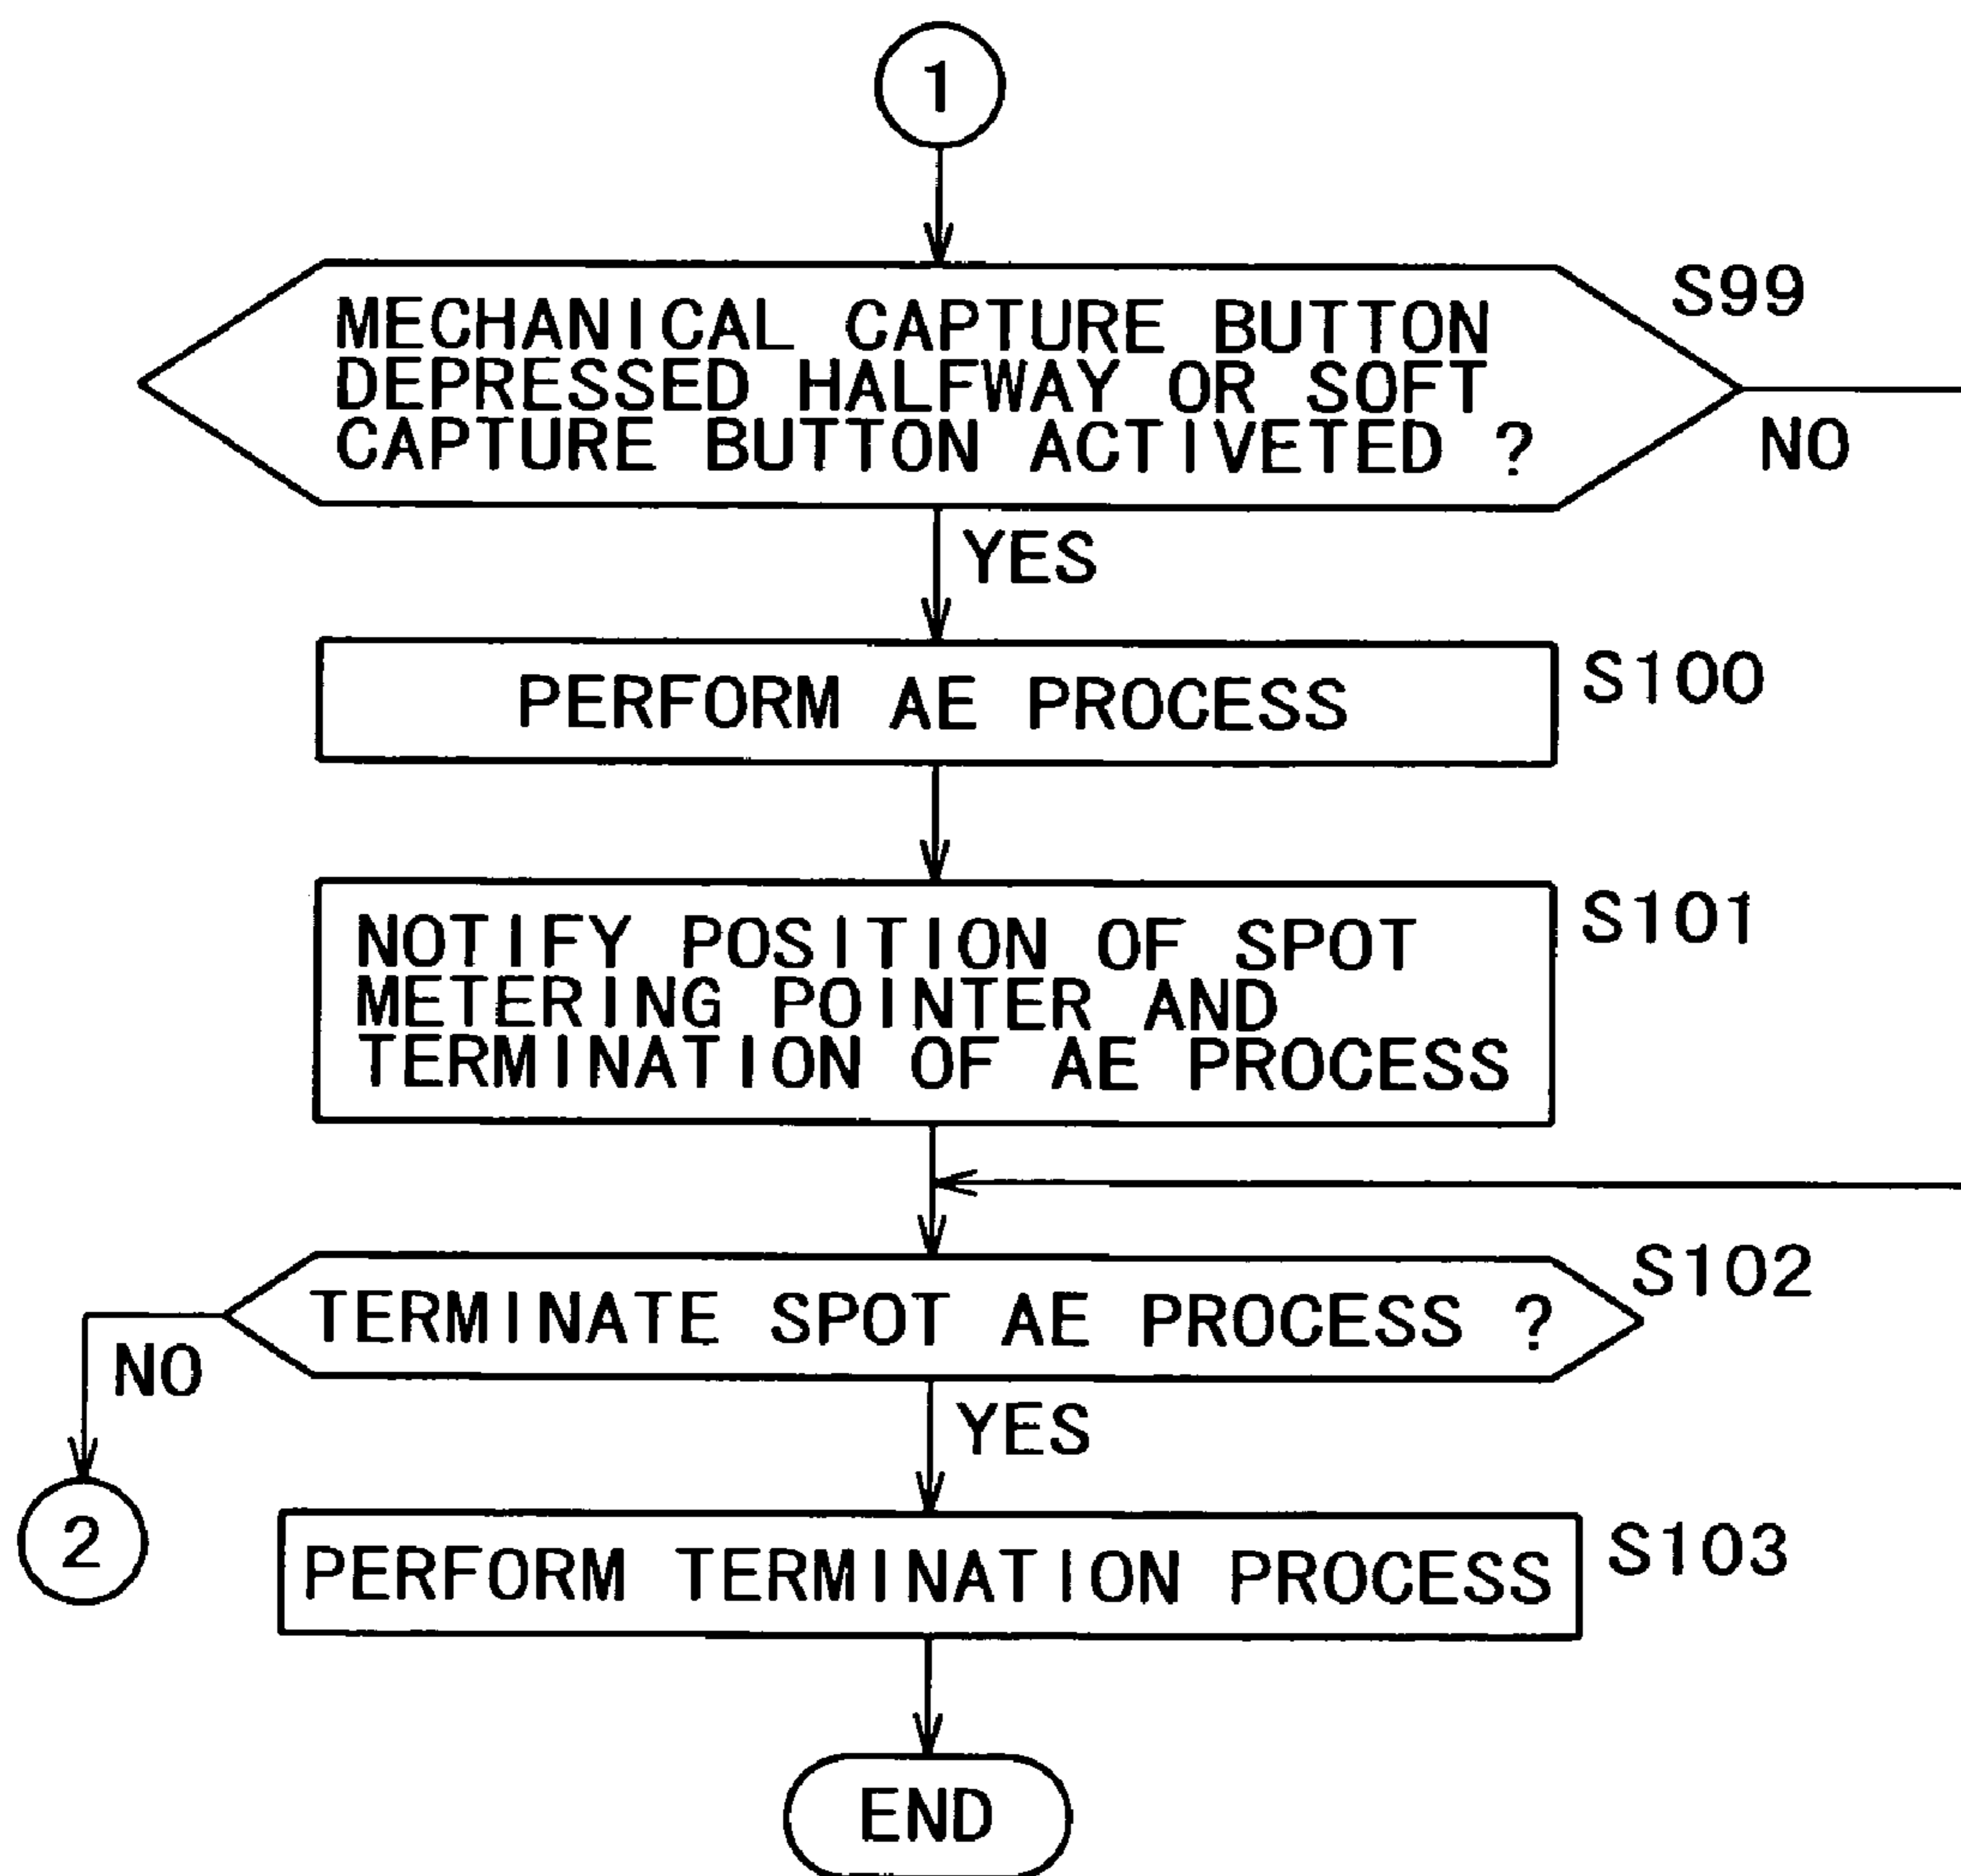 1
S99
MECHANICAL CAPTURE BUTTON
DEPRESSED HALFWAY OR SOFT
CAPTURE BUTTON ACTIVETED ?
NO
YES
PERFORM AE PROCESS
S100
NOTIFY POSITION OF SPOT
METERING POINTER AND
TERMINATION OF AE PROCESS
S101
TERMINATE SPOT AE PROCESS ?
S102
NO
YES
2
PERFORM TERMINATION PROCESS
S103
END